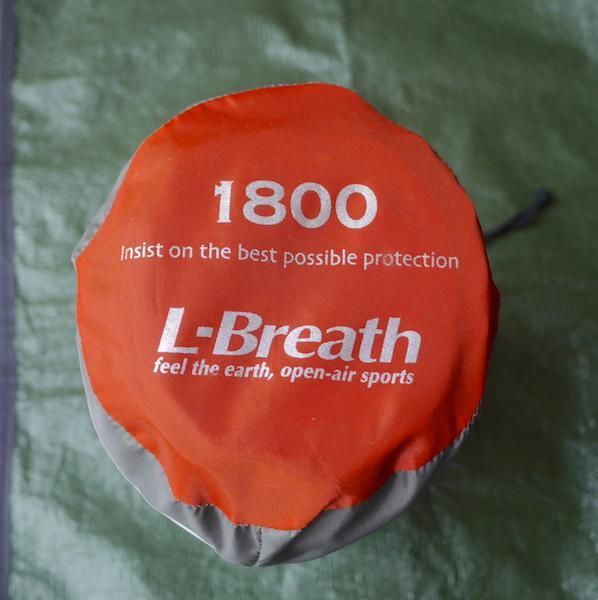 1800
Insist on the best possible protection
L-Breath
feel the earth, open-air sports